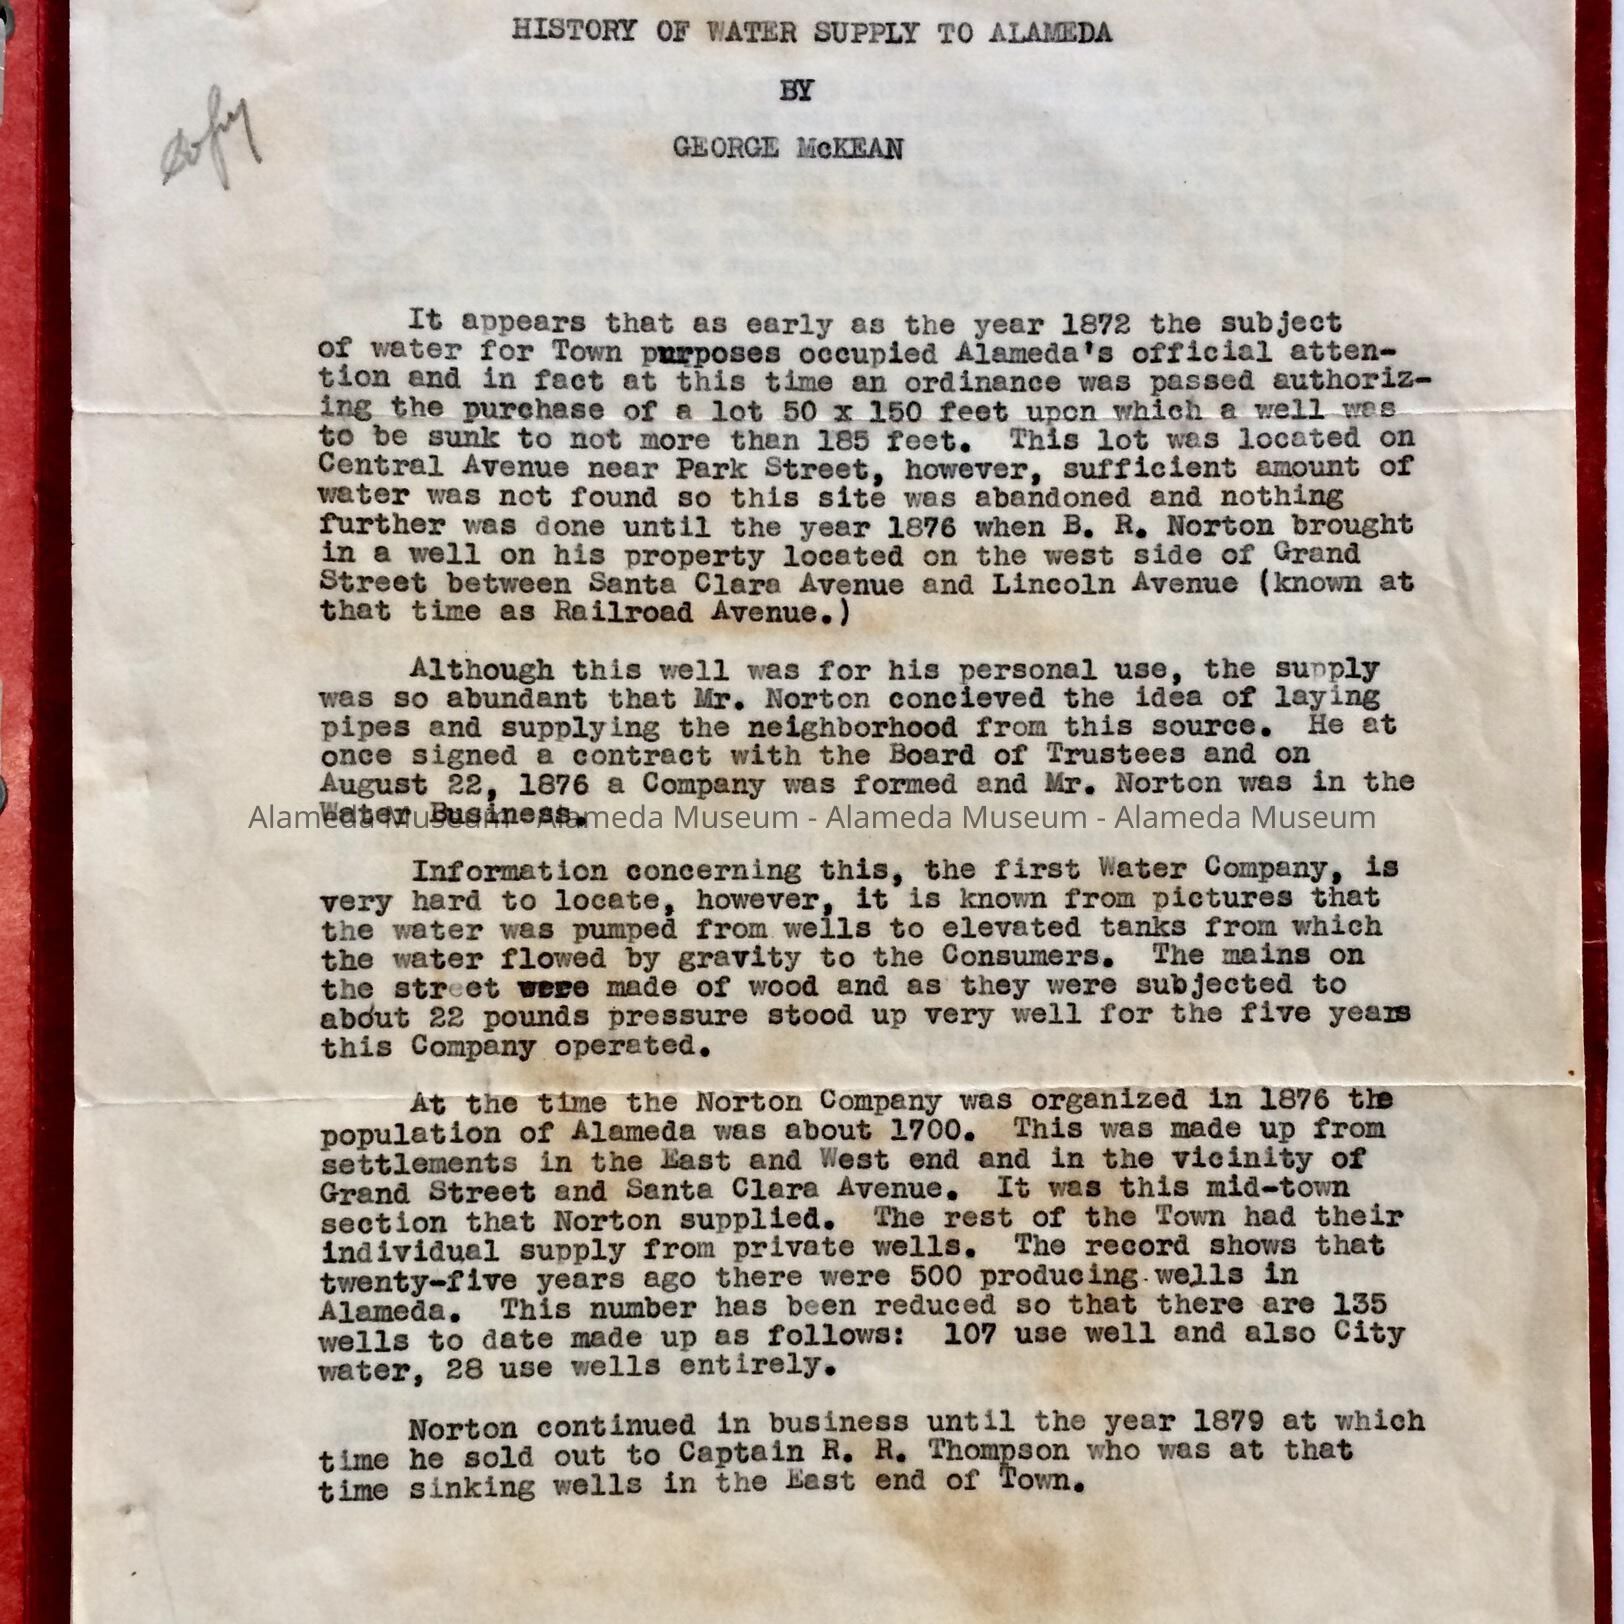 HISTORY OF WATER SUPPLY TO ALAMEDA
BY
GEORGE McKEAN
Copy
It appears that as early as the year 1872 the subject
of water for Town purposes occupied Alameda's official atten-
tion and in fact at this time an ordinance was passed authoriz-
ing the purchase of a lot 50 x 150 feet upon which a well was
to be sunk to not more than 185 feet. This lot was located on
Central Avenue near Park Street, however, sufficient amount of
water was not found so this site was abandoned and nothing
further was done until the year 1876 when B. R. Norton brought
in a well on his property located on the west side of Grand
Street between Santa Clara Avenue and Lincoln Avenue (known at
that time as Railroad Avenue.)
Although this well was for his personal use, the supply
was so abundant that Mr. Norton concieved the idea of laying
pipes and supplying the neighborhood from this source. He at
once signed a contract with the Board of Trustees and on
August 22, 1876 a Company was formed and Mr. Norton was in the
Water Business.
Alameda Museum - Alameda Museum - Alameda Museum - Alameda Museum
Information concerning this, the first Water Company, is
very hard to locate, however, it is known from pictures that
the water was pumped from wells to elevated tanks from which
the water flowed by gravity to the Consumers. The mains on
the street were made of wood and as they were subjected to
about 22 pounds pressure stood up very well for the five years
this Company operated.
At the time the Norton Company was organized in 1876 the
population of Alameda was about 1700. This was made up from
settlements in the East and West end and in the vicinity of
Grand Street and Santa Clara Avenue. It was this mid-town
section that Norton supplied. The rest of the Town had their
individual supply from private wells. The record shows that
twenty-five years ago there were 500 producing wells in
Alameda. This number has been reduced so that there are 135
wells to date made up as follows: 107 use well and also City
water, 28 use wells entirely.
Norton continued in business until the year 1879 at which
time he sold out to Captain R. R. Thompson who was at that
time sinking wells in the East end of Town.